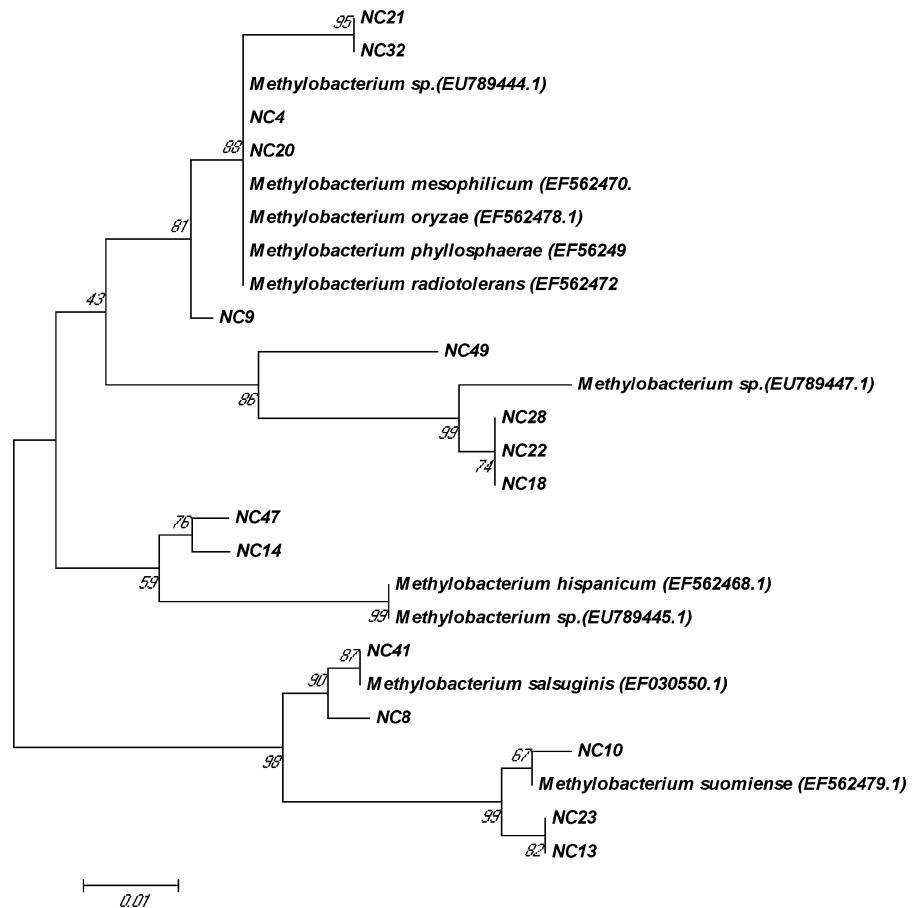 95
NC21
NC32
Methylobacterium sp.(EU789444.1)
NC4
88
NC20
Methylobacterium mesophilicum (EF562470.
Methylobacterium oryzae (EF562478.1)
81
Methylobacterium phyllosphaerae (EF56249
Methylobacterium radiotolerans (EF562472
43
NC9
NC49
86
Methylobacterium sp.(EU789447.1)
NC28
99
NC22
74
NC18
76
NC47
NC14
59
Methylobacterium hispanicum (EF562468.1)
99
Methylobacterium sp.(EU789445.1)
87
NC41
90
Methylobacterium salsuginis (EF030550.1)
NC8
98
67
NC10
Methylobacterium suomiense (EF562479.1)
99
NC23
82
NC13
0.01